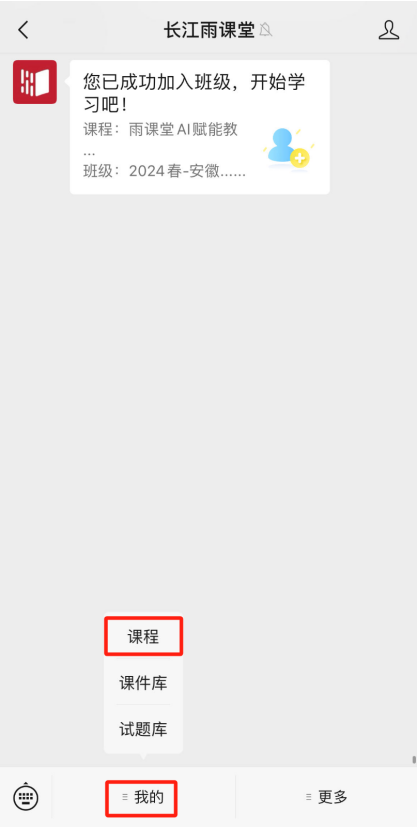 长江雨课堂
您已成功加入班级，开始学
习吧！
课程：雨课堂AI赋能教
...
班级：2024春-安徽......
课程
课件库
试题库
我的
更多